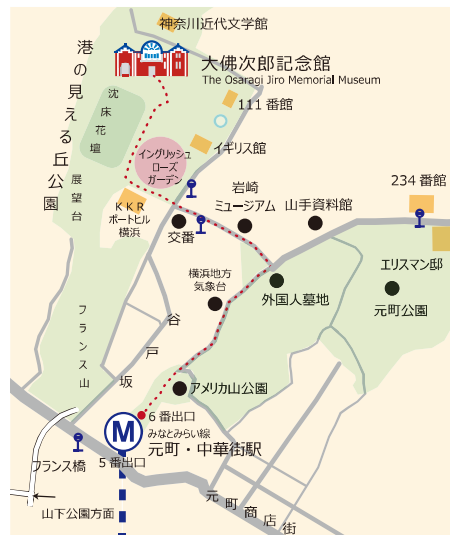 神奈川近代文学館
大佛次郎記念館
The Osaragi Jiro Memorial Museum
港の見える丘公園
沈床花壇
111番館
イギリス館
イングリッシュ
ローズ
ガーデン
展望台
KKR
ポートヒル
横浜
交番
岩崎
ミュージアム
山手資料館
234番館
エリスマン邸
元町公園
外国人墓地
横浜地方
気象台
フランス山
谷戸坂
アメリカ山公園
6番出口
M
みなとみらい線
元町・中華街駅
5番出口
フランス橋
山下公園方面
元町商店街